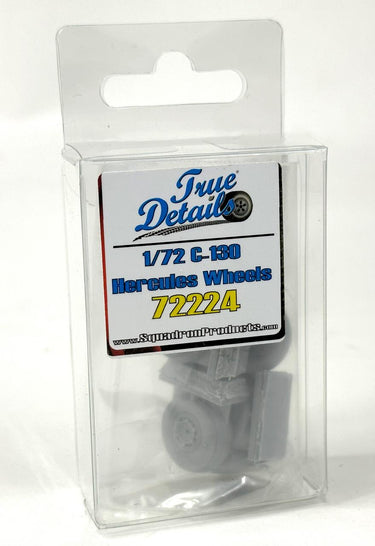 True
Details
1/72 C-130
Hercules Wheels
72224
www.SquadronProducts.com